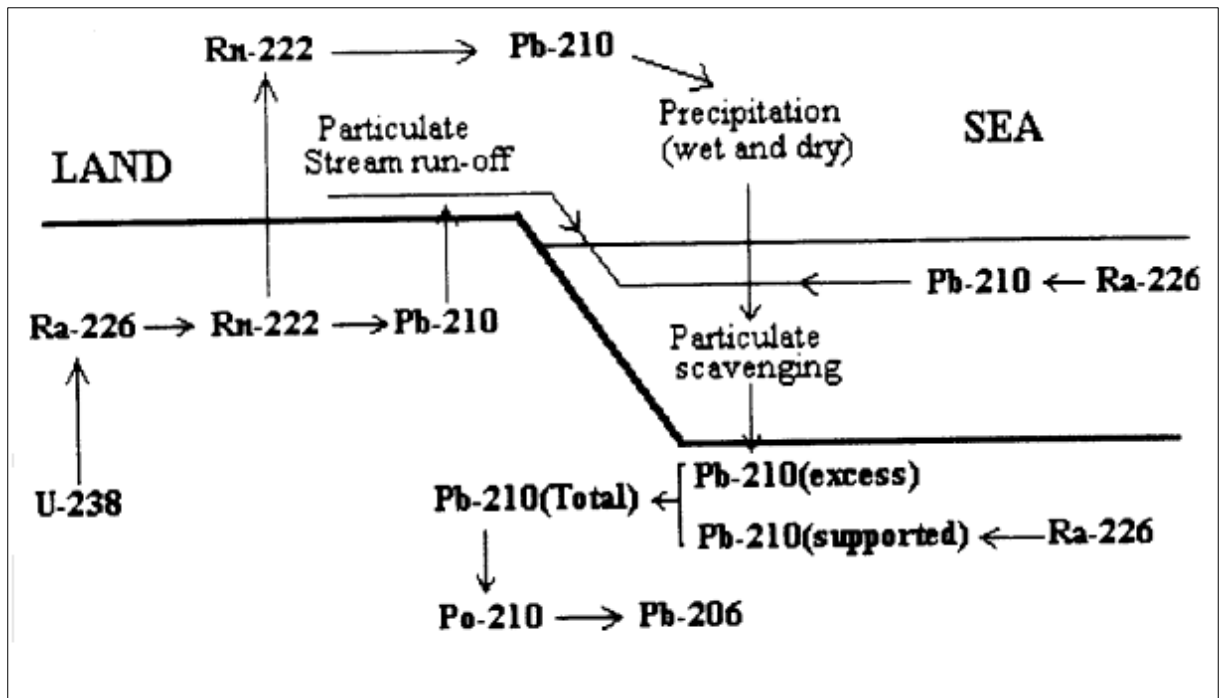 Rn-222
Pb-210
Particulate
Stream run-off
Precipitation
(wet and dry)
SEA
LAND
Pb-210
Ra-226
Ra-226
Rn-222
Pb-210
Particulate
scavenging
U-238
Pb-210(Total)
Pb-210(excess)
Pb-210(supported)
Ra-226
Po-210
Pb-206